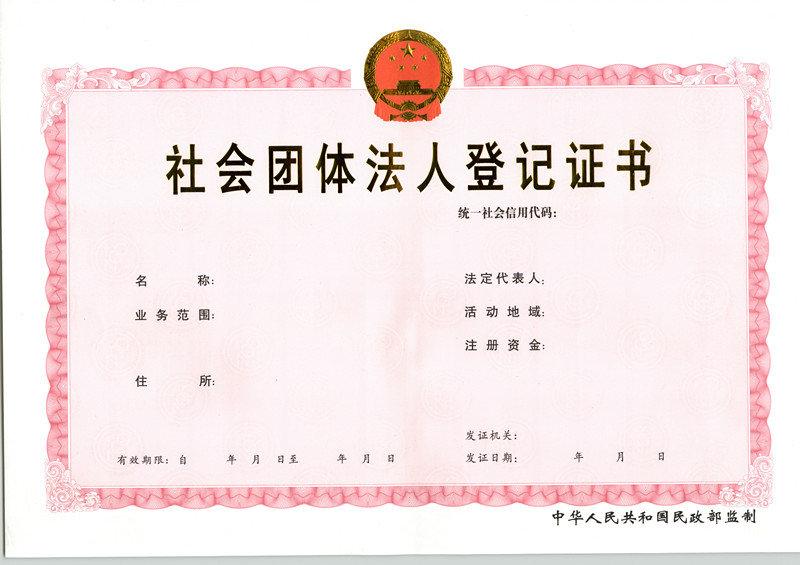 社会团体法人登记证书
统一社会信用代码:
名称:
法定代表人:
业务范围:
活动地域:
注册资金:
住所:
发证机关:
有效期限: 自 年 月 日至 年 月 日
发证日期: 年 月 日
中华人民共和国民政部监制